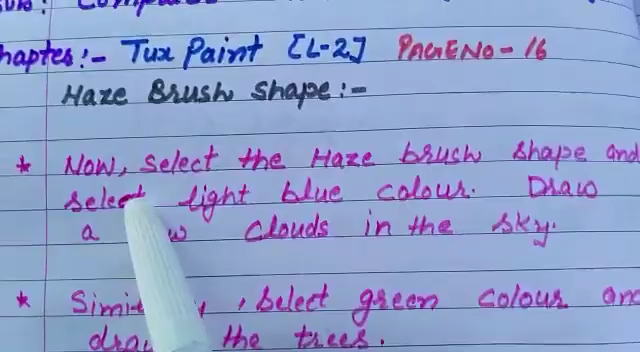 Chapter:- Tux Paint [L-2] PAGE NO - 16
Haze Brush Shape:-
* Now, select the Haze brush shape and
select light blue colour. Draw
a clouds in the sky.
* select green colour and
the trees.